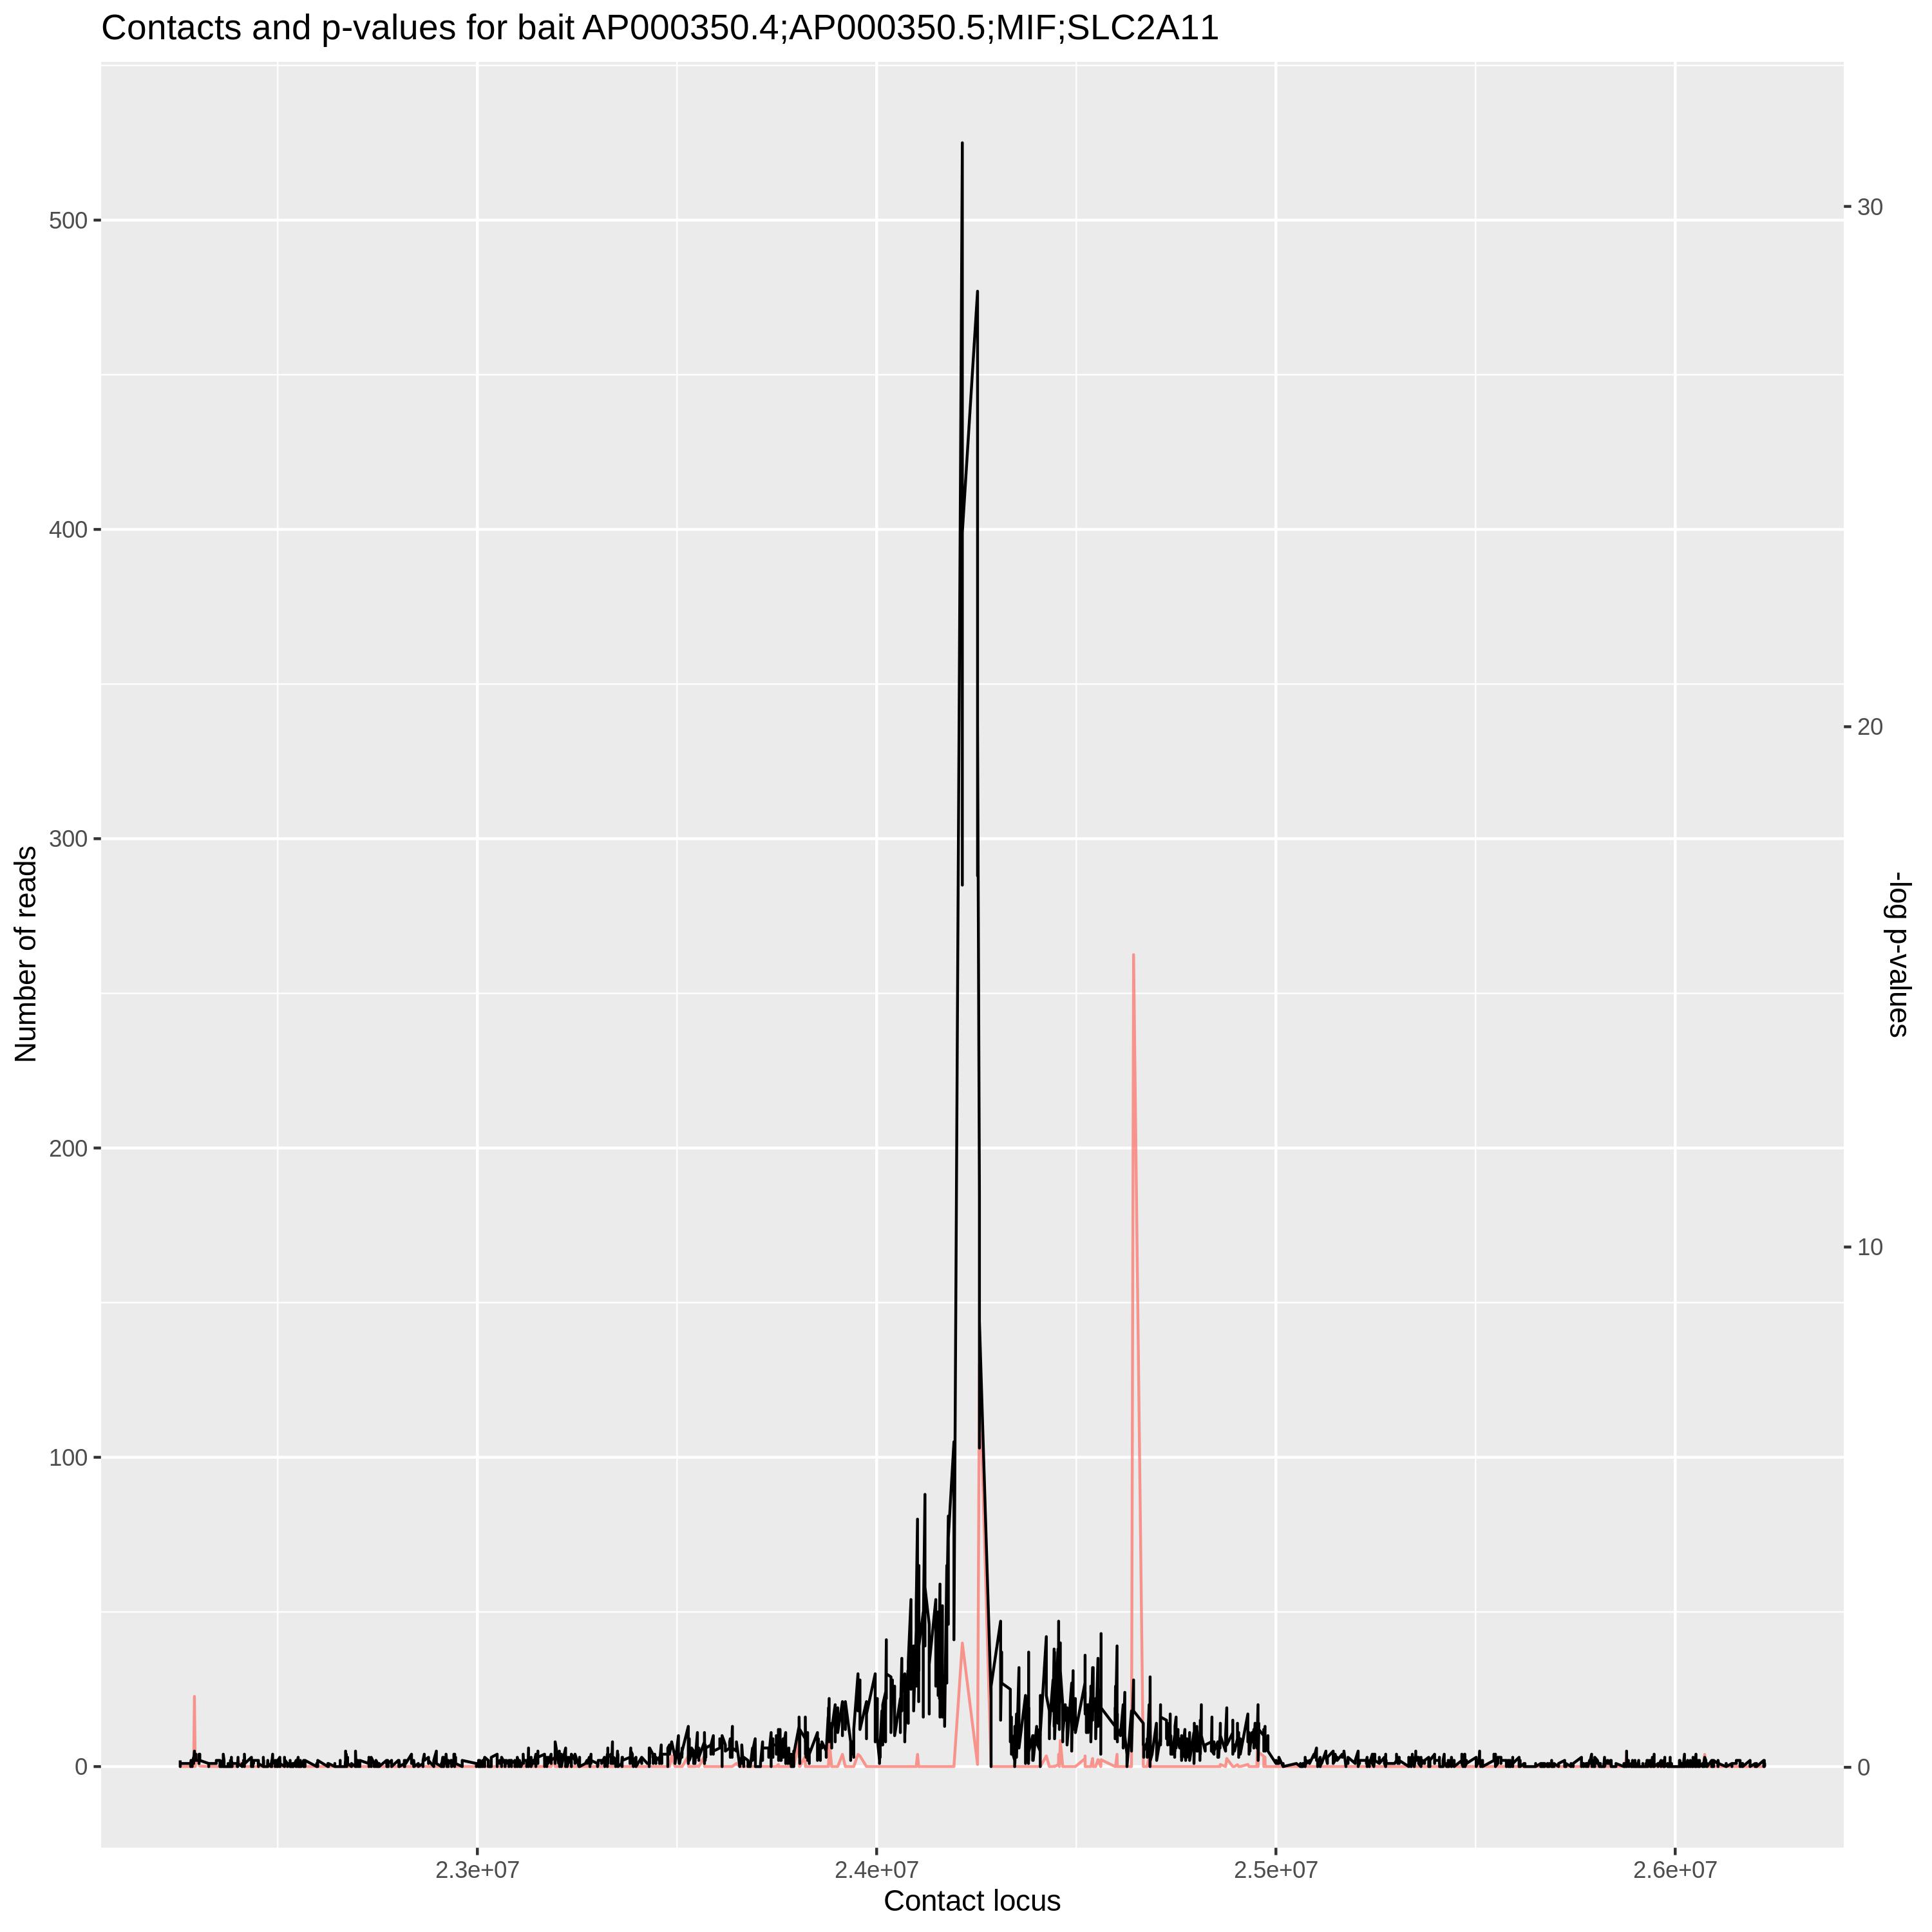 Contacts and p-values for bait AP000350.4;AP000350.5;MIF;SLC2A11
500
400
300
200
100
0
Number of reads
30
20
10
0
-log p-values
2.3e+07
2.4e+07
2.5e+07
2.6e+07
Contact locus